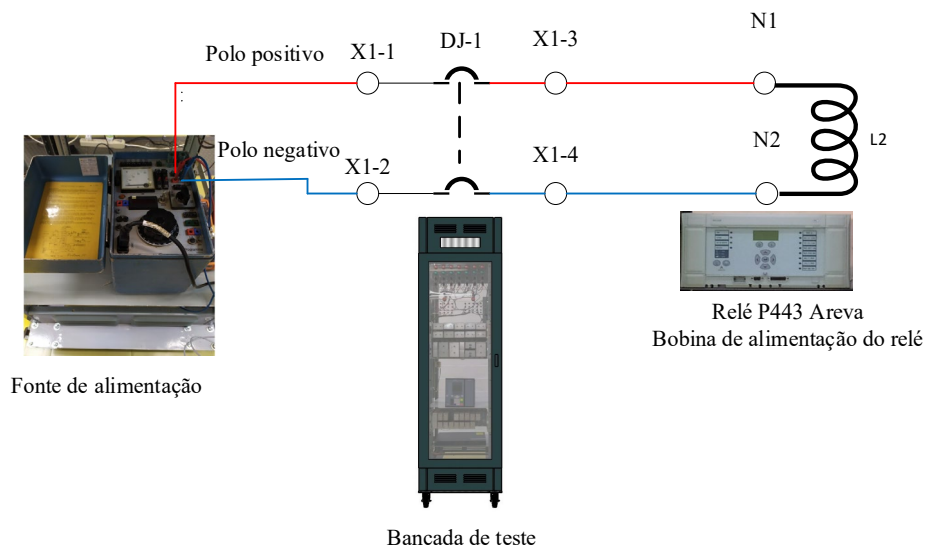 N1
DJ-1
X1-3
X1-1
Polo positivo
:
Polo negativo
X1-2
X1-4
N2
L2
Relé P443 Areva
Bobina de alimentação do relé
Fonte de alimentação
Bancada de teste